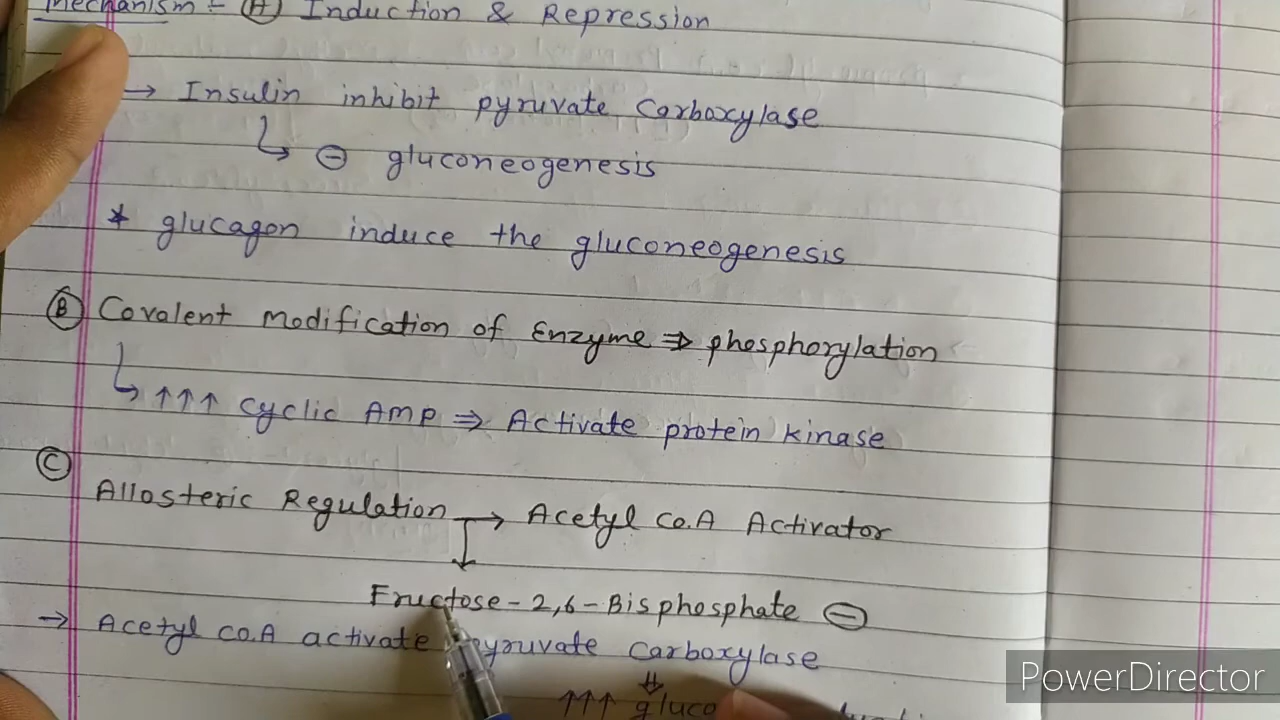 Mechanism :- (A) Induction & Repression
→ Insulin inhibit pyruvate Carboxylase
↳ ⊖ gluconeogenesis
* glucagon induce the gluconeogenesis
(B) Covalent Modification of Enzyme ⇒ phosphorylation
↳ ↑↑↑ Cyclic AMP ⇒ Activate protein kinase
(C)
Allosteric Regulation → Acetyl Co.A Activator
↓
Fructose-2,6-Bisphosphate ⊖
→ Acetyl Co.A activate pyruvate Carboxylase
⇓
↑↑↑ gluco
PowerDirector